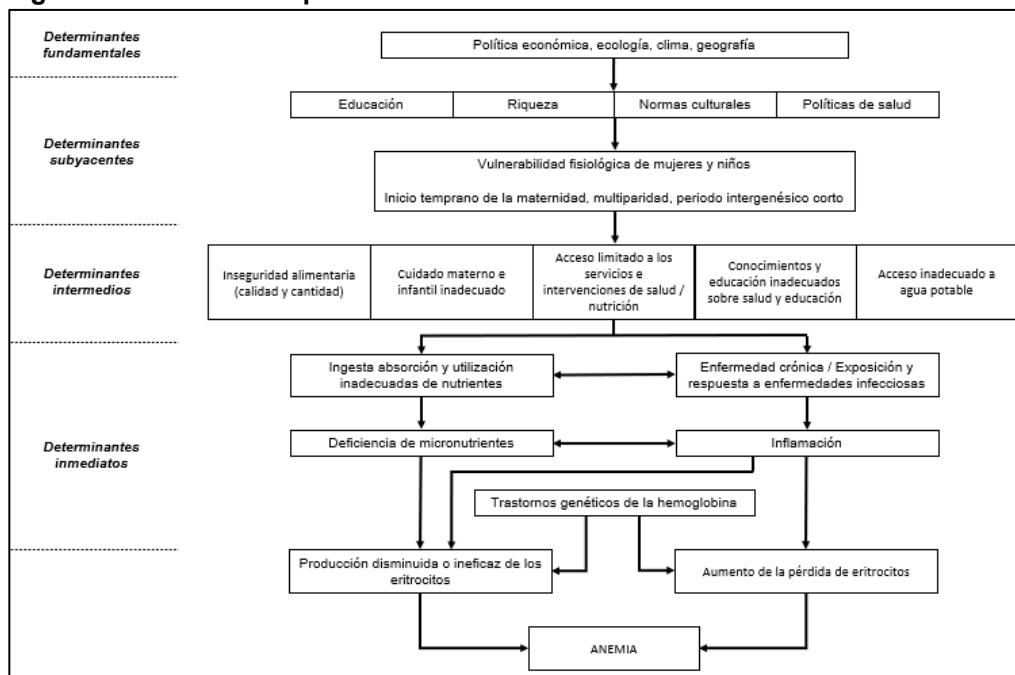 Determinantes
fundamentales
Política económica, ecología, clima, geografía
Educación
Riqueza
Normas culturales
Políticas de salud
Determinantes
subyacentes
Vulnerabilidad fisiológica de mujeres y niños
Inicio temprano de la maternidad, multiparidad, periodo intergenésico corto
Determinantes
intermedios
Inseguridad alimentaria
(calidad y cantidad)
Cuidado materno e
infantil inadecuado
Acceso limitado a los
servicios e
intervenciones de salud /
nutrición
Conocimientos y
educación inadecuados
sobre salud y educación
Acceso inadecuado a
agua potable
Determinantes
inmediatos
Ingesta absorción y utilización
inadecuadas de nutrientes
Enfermedad crónica / Exposición y
respuesta a enfermedades infecciosas
Deficiencia de micronutrientes
Inflamación
Trastornos genéticos de la hemoglobina
Producción disminuida o ineficaz de los
eritrocitos
Aumento de la pérdida de eritrocitos
ANEMIA